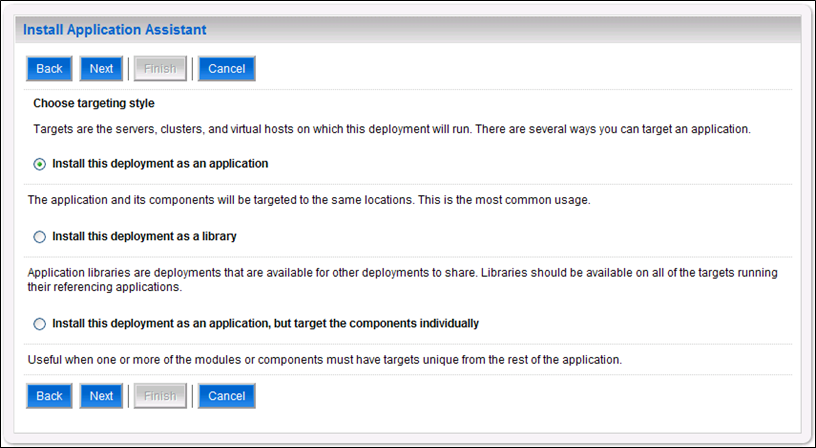 Install Application Assistant
Back Next Finish Cancel
Choose targeting style
Targets are the servers, clusters, and virtual hosts on which this deployment will run. There are several ways you can target an application.
Install this deployment as an application
The application and its components will be targeted to the same locations. This is the most common usage.
Install this deployment as a library
Application libraries are deployments that are available for other deployments to share. Libraries should be available on all of the targets running
their referencing applications.
Install this deployment as an application, but target the components individually
Useful when one or more of the modules or components must have targets unique from the rest of the application.
Back Next Finish Cancel